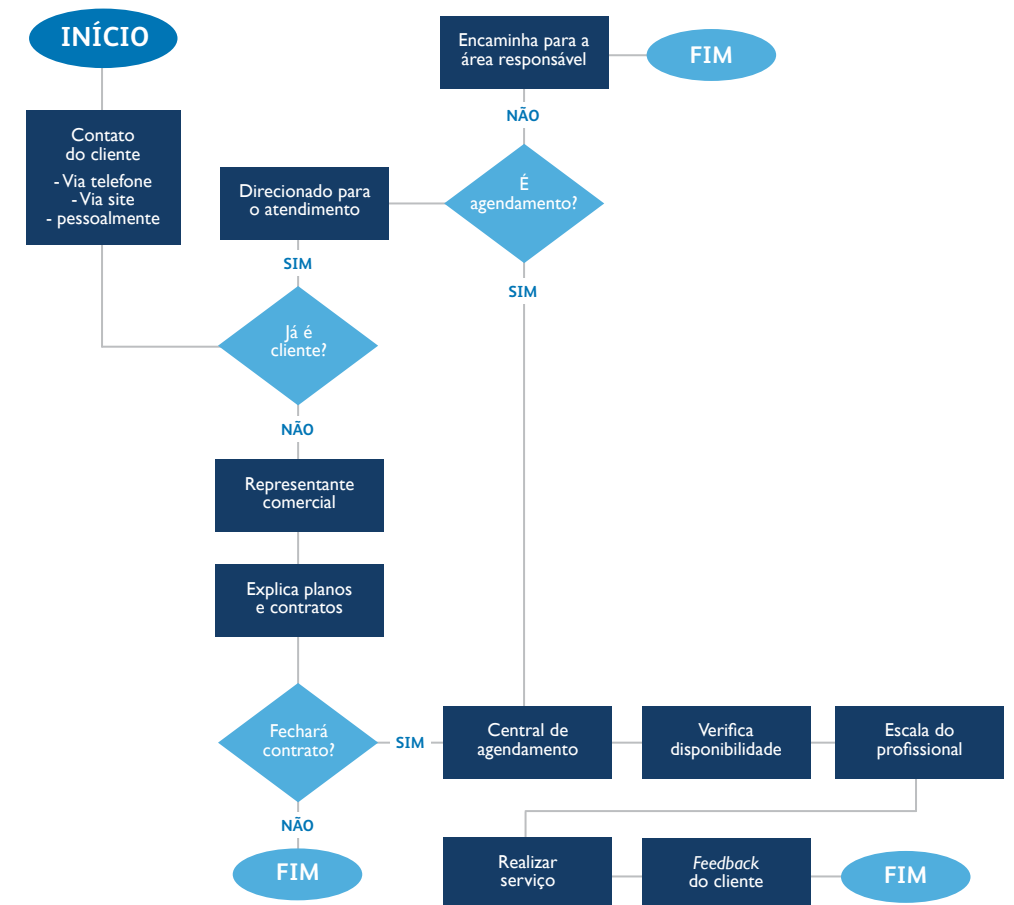 INÍCIO
Contato
do cliente
- Via telefone
- Via site
- pessoalmente
Já é
cliente?
SIM
Direcionado para
o atendimento
É
agendamento?
NÃO
Encaminha para a
área responsável
FIM
SIM
NÃO
Representante
comercial
Explica planos
e contratos
Fechará
contrato?
NÃO
FIM
SIM
Central de
agendamento
Verifica
disponibilidade
Escala do
profissional
Realizar
serviço
Feedback
do cliente
FIM